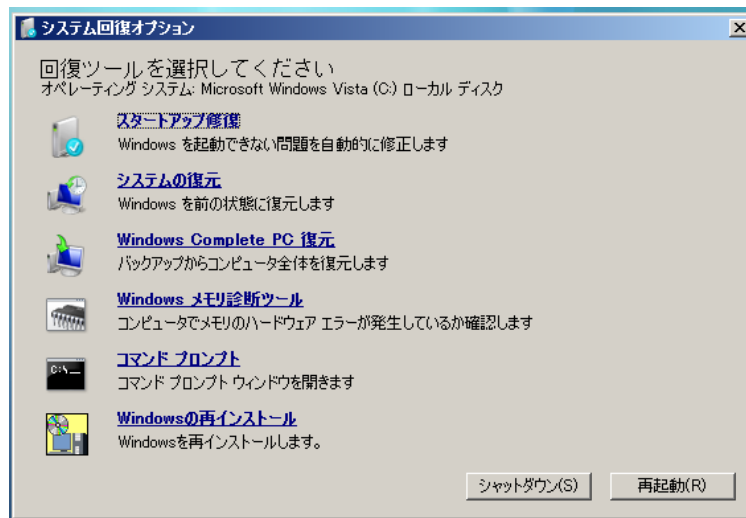 システム回復オプション
回復ツールを選択してください
オペレーティング システム: Microsoft Windows Vista (C:) ローカル ディスク
スタートアップ修復
Windows を起動できない問題を自動的に修正します
システムの復元
Windows を前の状態に復元します
Windows Complete PC 復元
バックアップからコンピュータ全体を復元します
Windows メモリ診断ツール
コンピュータでメモリのハードウェア エラーが発生しているか確認します
C:\_
コマンド プロンプト
コマンド プロンプト ウィンドウを開きます
Windowsの再インストール
Windowsを再インストールします。
シャットダウン(S) 再起動(R)